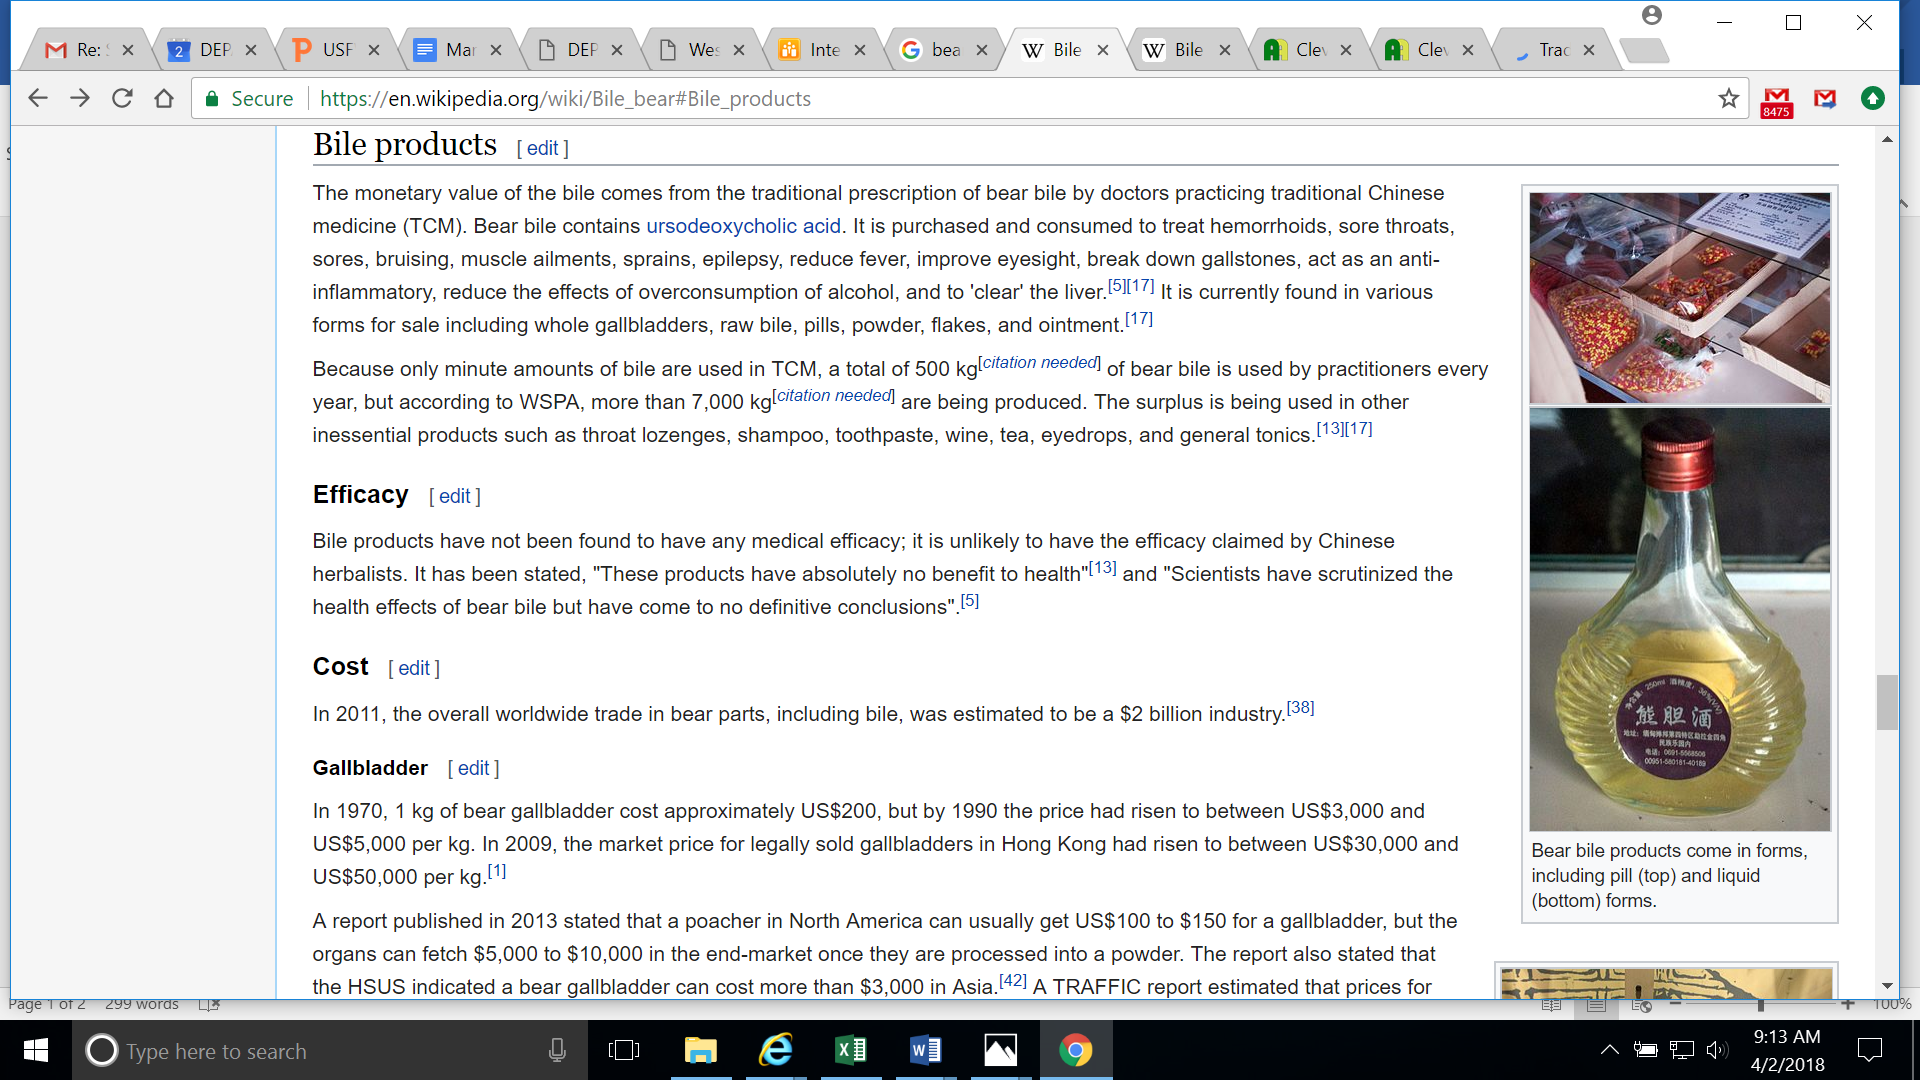 Re: S
2
DEP
USF
Mar
DEP
Wes
Inte
bea
Bile
Bile
Clev
Clev
Trac
Secure
https://en.wikipedia.org/wiki/Bile_bear#Bile_products
8475
Bile products [ edit ]
The monetary value of the bile comes from the traditional prescription of bear bile by doctors practicing traditional Chinese
medicine (TCM). Bear bile contains ursodeoxycholic acid. It is purchased and consumed to treat hemorrhoids, sore throats,
sores, bruising, muscle ailments, sprains, epilepsy, reduce fever, improve eyesight, break down gallstones, act as an anti-
inflammatory, reduce the effects of overconsumption of alcohol, and to 'clear' the liver.[5][17] It is currently found in various
forms for sale including whole gallbladders, raw bile, pills, powder, flakes, and ointment.[17]
Because only minute amounts of bile are used in TCM, a total of 500 kg[citation needed] of bear bile is used by practitioners every
year, but according to WSPA, more than 7,000 kg[citation needed] are being produced. The surplus is being used in other
inessential products such as throat lozenges, shampoo, toothpaste, wine, tea, eyedrops, and general tonics.[13][17]
Efficacy [ edit ]
Bile products have not been found to have any medical efficacy; it is unlikely to have the efficacy claimed by Chinese
herbalists. It has been stated, "These products have absolutely no benefit to health"[13] and "Scientists have scrutinized the
health effects of bear bile but have come to no definitive conclusions".[5]
Cost [ edit ]
In 2011, the overall worldwide trade in bear parts, including bile, was estimated to be a $2 billion industry.[38]
Gallbladder [ edit ]
In 1970, 1 kg of bear gallbladder cost approximately US$200, but by 1990 the price had risen to between US$3,000 and
US$5,000 per kg. In 2009, the market price for legally sold gallbladders in Hong Kong had risen to between US$30,000 and
US$50,000 per kg.[1]
A report published in 2013 stated that a poacher in North America can usually get US$100 to $150 for a gallbladder, but the
organs can fetch $5,000 to $10,000 in the end-market once they are processed into a powder. The report also stated that
the HSUS indicated a bear gallbladder can cost more than $3,000 in Asia.[42] A TRAFFIC report estimated that prices for
熊胆酒
民族乐园内
电话: 0691-5568506
00951-580181-40189
Bear bile products come in forms,
including pill (top) and liquid
(bottom) forms.
Page 1 of 2 299 words
100%
Type here to search
9:13 AM
4/2/2018